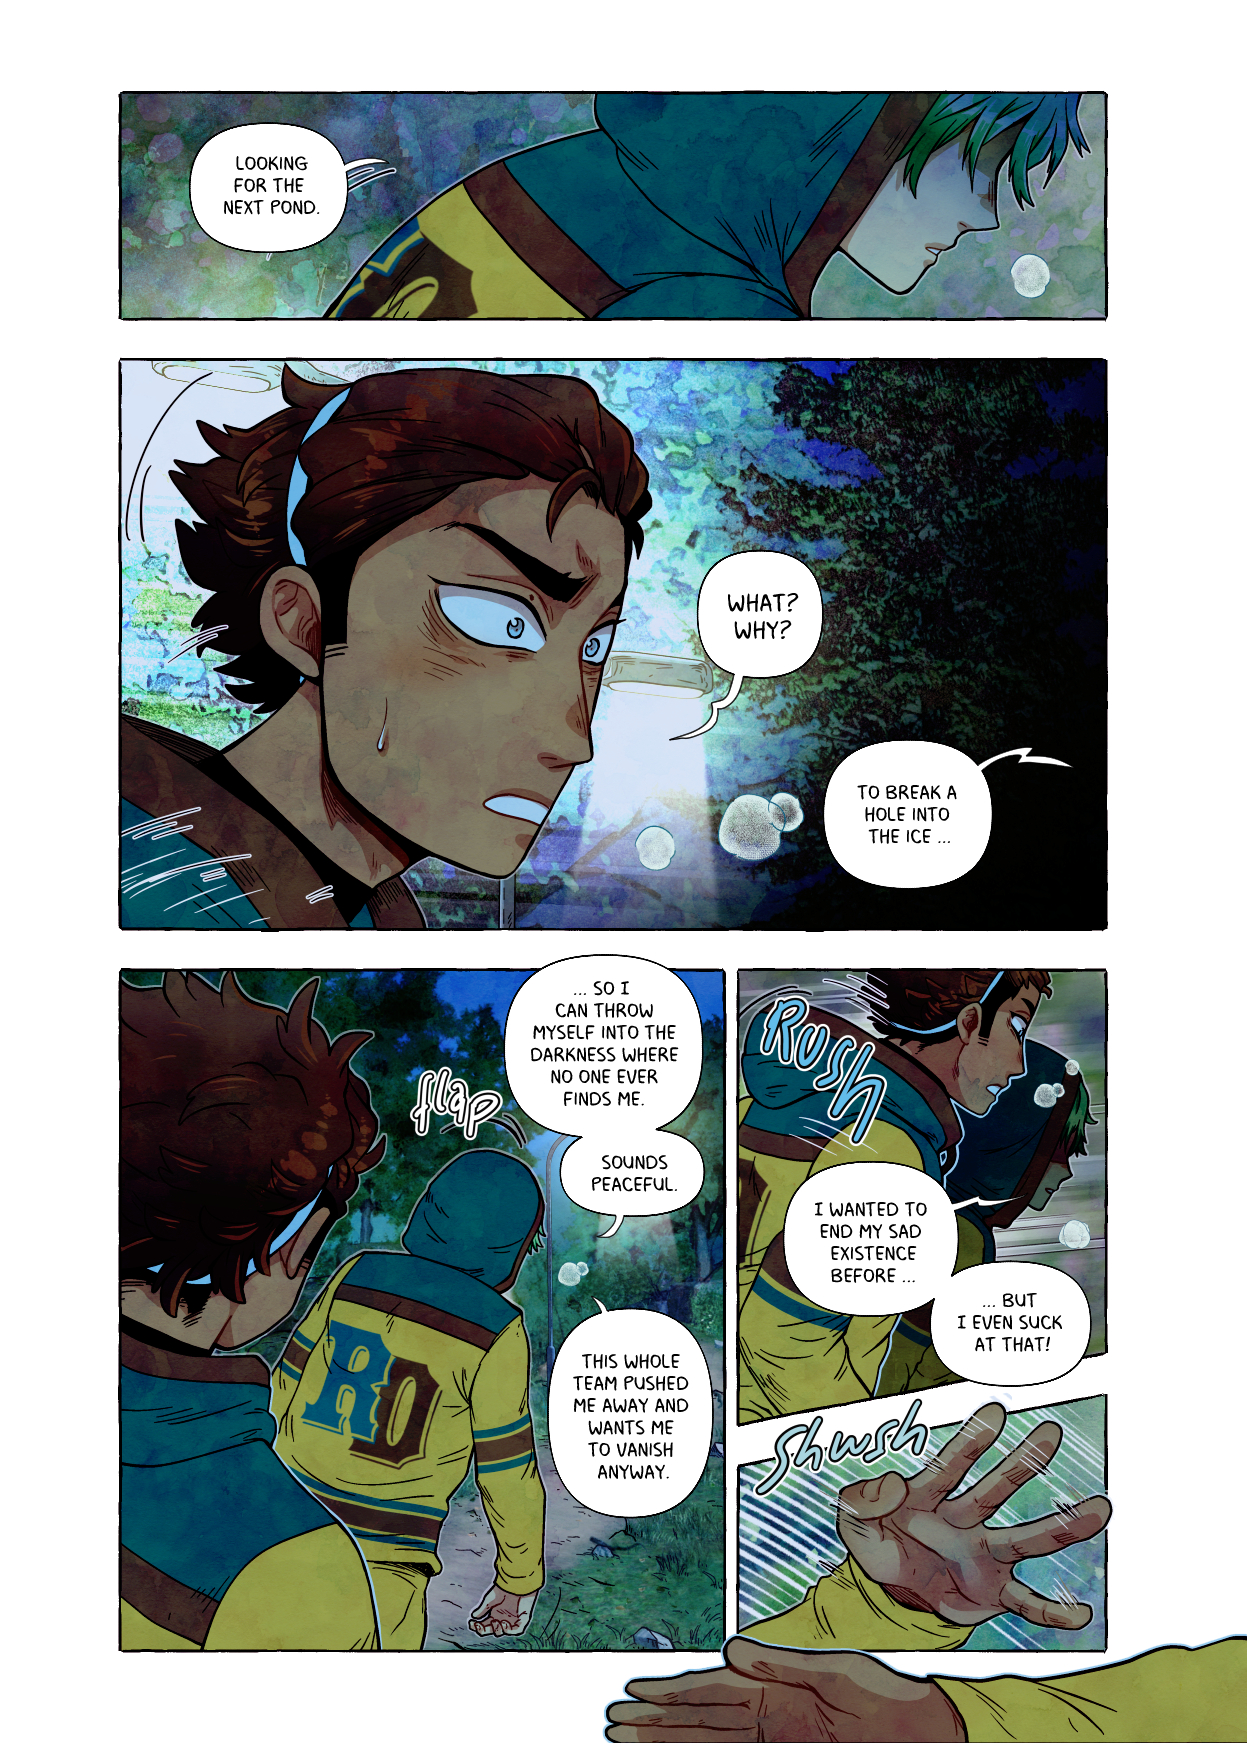 LOOKING
FOR THE
NEXT POND.
WHAT?
WHY?
TO BREAK A
HOLE INTO
THE ICE ...
... SO I
CAN THROW
MYSELF INTO THE
DARKNESS WHERE
NO ONE EVER
FINDS ME.
flap
SOUNDS
PEACEFUL.
RO
THIS WHOLE
TEAM PUSHED
ME AWAY AND
WANTS ME
TO VANISH
ANYWAY.
RUSH
I WANTED TO
END MY SAD
EXISTENCE
BEFORE ...
... BUT
I EVEN SUCK
AT THAT!
Shwsh